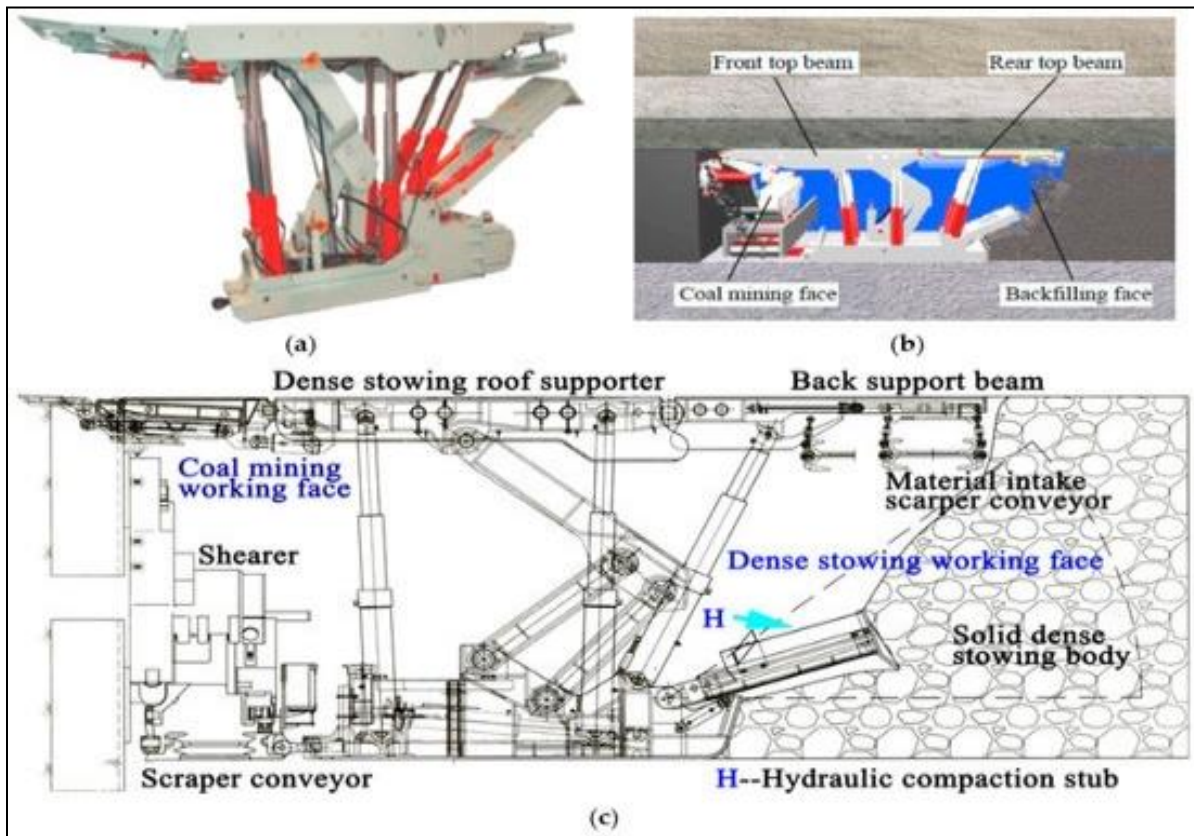 Front top beam
Rear top beam
Coal mining face
Backfilling face
(a)
(b)
Dense stowing roof supporter
Back support beam
Coal mining
working face
Material intake
scarper conveyor
Shearer
Dense stowing working face
H
Solid dense
stowing body
Scraper conveyor
H--Hydraulic compaction stub
(c)